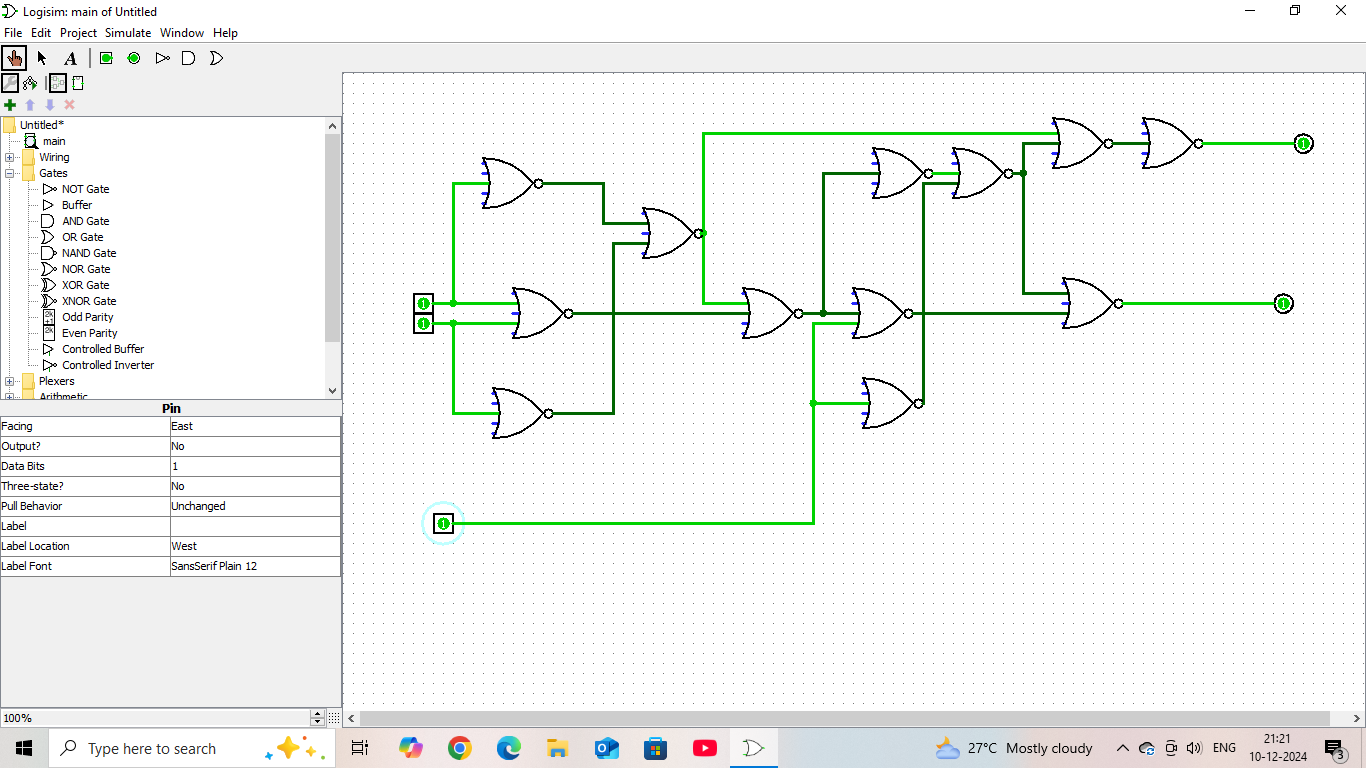 Logisim: main of Untitled
File Edit Project Simulate Window Help
A
Untitled*
main
Wiring
Gates
NOT Gate
Buffer
AND Gate
OR Gate
NAND Gate
NOR Gate
XOR Gate
XNOR Gate
Odd Parity
Even Parity
Controlled Buffer
Controlled Inverter
Plexers
Arithmetic
Pin
Facing East
Output? No
Data Bits 1
Three-state? No
Pull Behavior Unchanged
Label
Label Location West
Label Font SansSerif Plain 12
1
1
1
1
1
100%
Type here to search
27°C Mostly cloudy
ENG
21:21
10-12-2024
3